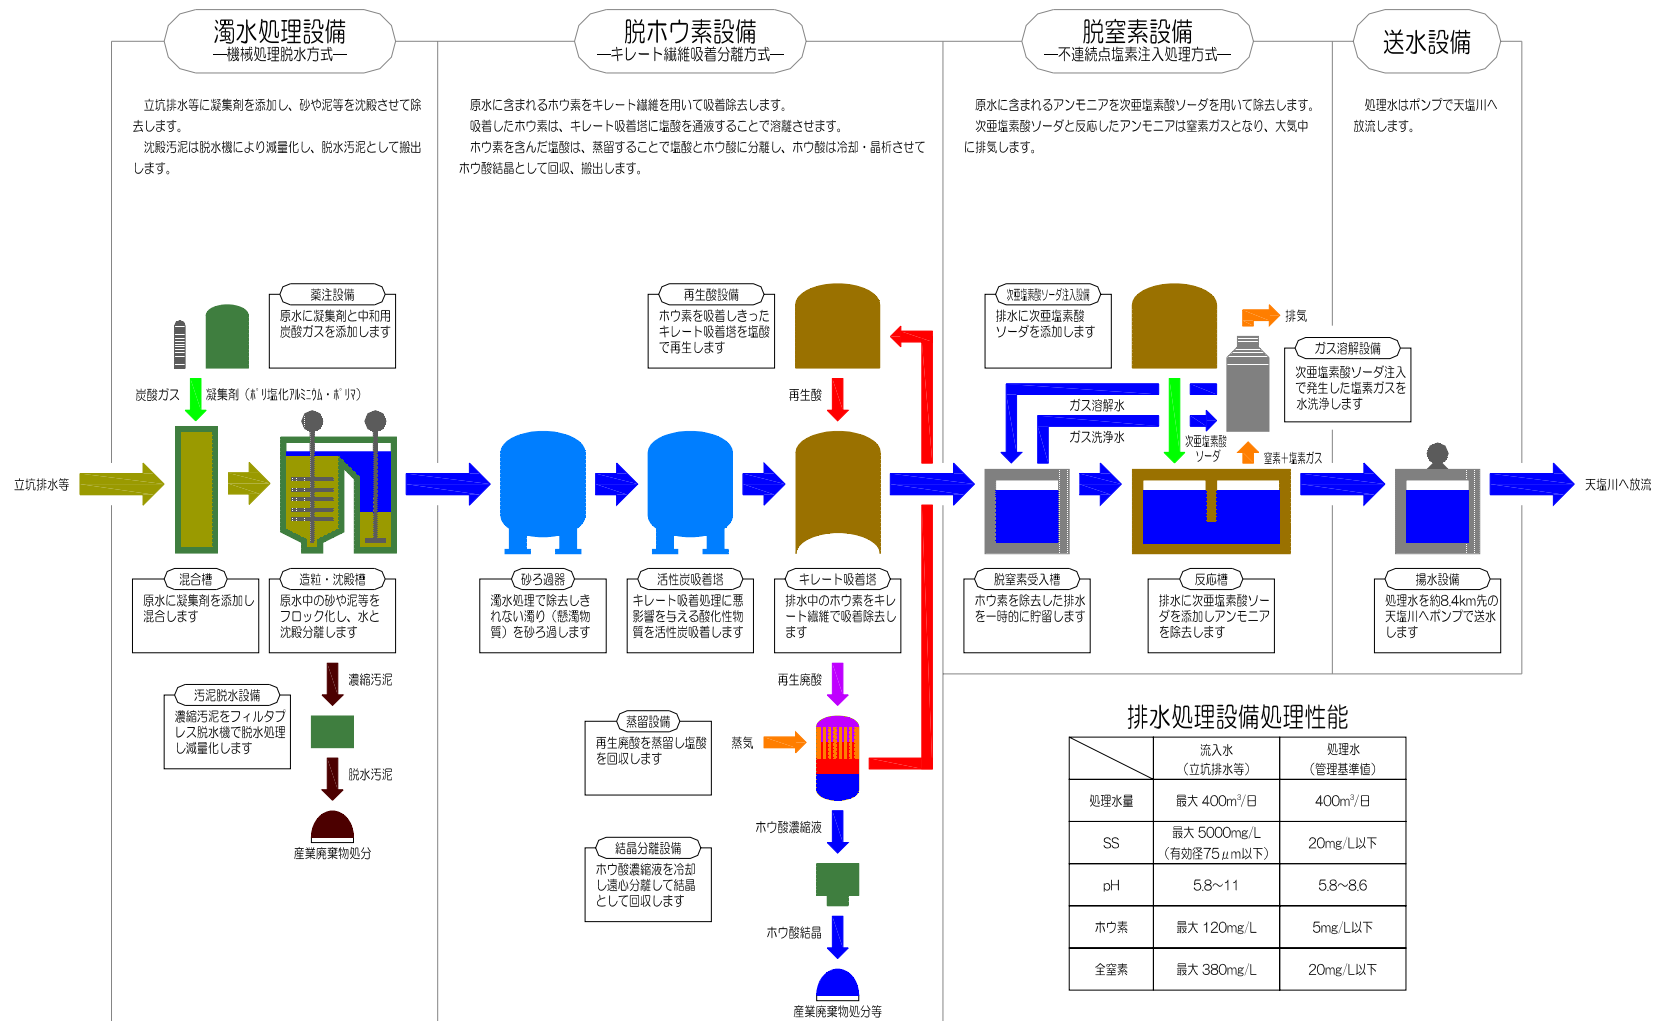 濁水処理設備
―機械処理脱水方式―
立坑排水等に凝集剤を添加し、砂や泥等を沈殿させて除
去します。
沈殿汚泥は脱水機により減量化し、脱水汚泥として搬出
します。
脱ホウ素設備
―キレート繊維吸着分離方式―
原水に含まれるホウ素をキレート繊維を用いて吸着除去します。
吸着したホウ素は、キレート吸着塔に塩酸を通液することで溶離させます。
ホウ素を含んだ塩酸は、蒸留することで塩酸とホウ酸に分離し、ホウ酸は冷却・晶析させて
ホウ酸結晶として回収、搬出します。
脱窒素設備
―不連続点塩素注入処理方式―
原水に含まれるアンモニアを次亜塩素酸ソーダを用いて除去します。
次亜塩素酸ソーダと反応したアンモニアは窒素ガスとなり、大気中
に排気します。
送水設備
処理水はポンプで天塩川へ
放流します。
薬注設備
原水に凝集剤と中和用
炭酸ガスを添加します
炭酸ガス
凝集剤（ポリ塩化アルミニウム・ポリマ）
立坑排水等
混合槽
原水に凝集剤を添加し
混合します
造粒・沈殿槽
原水中の砂や泥等を
フロック化し、水と
沈殿分離します
濃縮汚泥
汚泥脱水設備
濃縮汚泥をフィルタプ
レス脱水機で脱水処理
し減量化します
脱水汚泥
産業廃棄物処分
再生酸設備
ホウ素を吸着しきった
キレート吸着塔を塩酸
で再生します
再生酸
砂ろ過器
濁水処理で除去しき
れない濁り（懸濁物
質）を砂ろ過します
活性炭吸着塔
キレート吸着処理に悪
影響を与える酸化性物
質を活性炭吸着します
キレート吸着塔
排水中のホウ素をキレ
ート繊維で吸着除去し
ます
再生廃酸
蒸留設備
再生廃酸を蒸留し塩酸
を回収します
蒸気
ホウ酸濃縮液
結晶分離設備
ホウ酸濃縮液を冷却
し遠心分離して結晶
として回収します
ホウ酸結晶
産業廃棄物処分等
次亜塩素酸ソーダ注入設備
排水に次亜塩素酸
ソーダを添加します
排気
ガス溶解設備
次亜塩素酸ソーダ注入
で発生した塩素ガスを
水洗浄します
ガス溶解水
ガス洗浄水
次亜塩素酸
ソーダ
窒素+塩素ガス
脱窒素受入槽
ホウ素を除去した排水
を一時的に貯留します
反応槽
排水に次亜塩素酸ソー
ダを添加しアンモニア
を除去します
揚水設備
処理水を約8.4km先の
天塩川へポンプで送水
します
天塩川へ放流
排水処理設備処理性能
流入水
（立坑排水等）
処理水
（管理基準値）
処理水量
最大 400m³/日
400m³/日
SS
最大 5000mg/L
（有効径75μm以下）
20mg/L以下
pH
5.8～11
5.8～8.6
ホウ素
最大 120mg/L
5mg/L以下
全窒素
最大 380mg/L
20mg/L以下